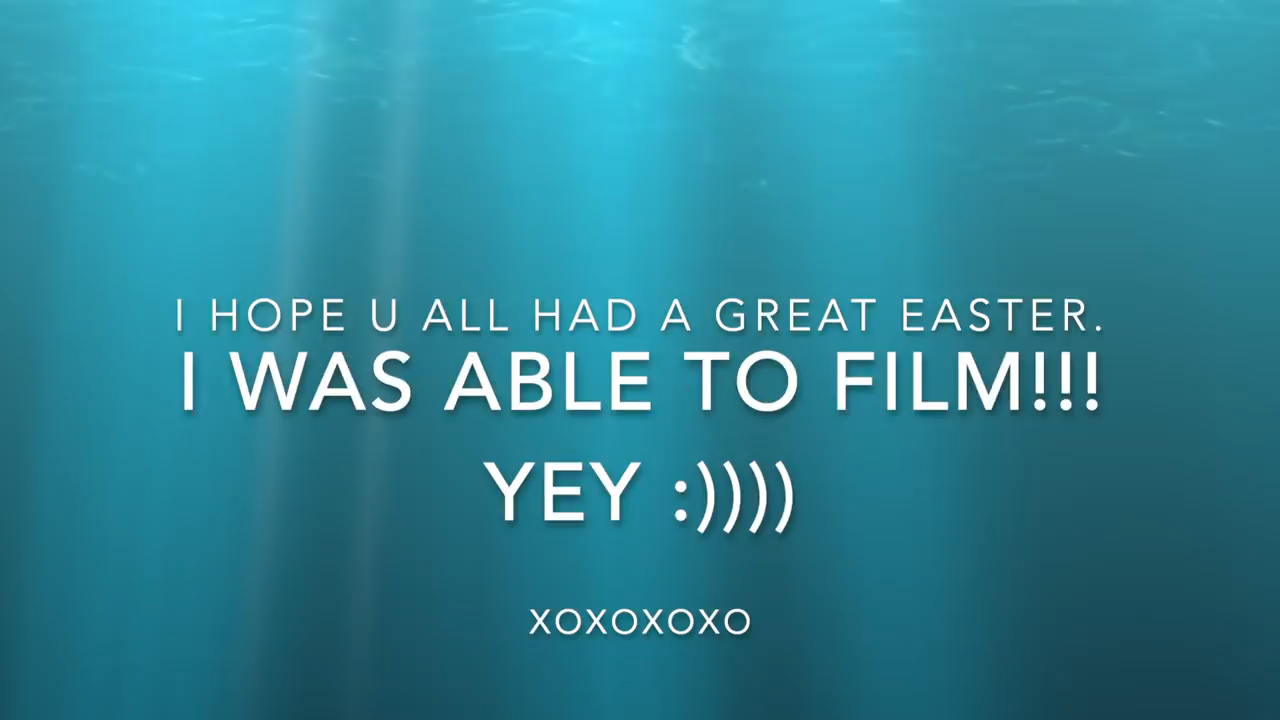 I HOPE U ALL HAD A GREAT EASTER.
I WAS ABLE TO FILM!!!
YEY :))))
XOXOXOXO